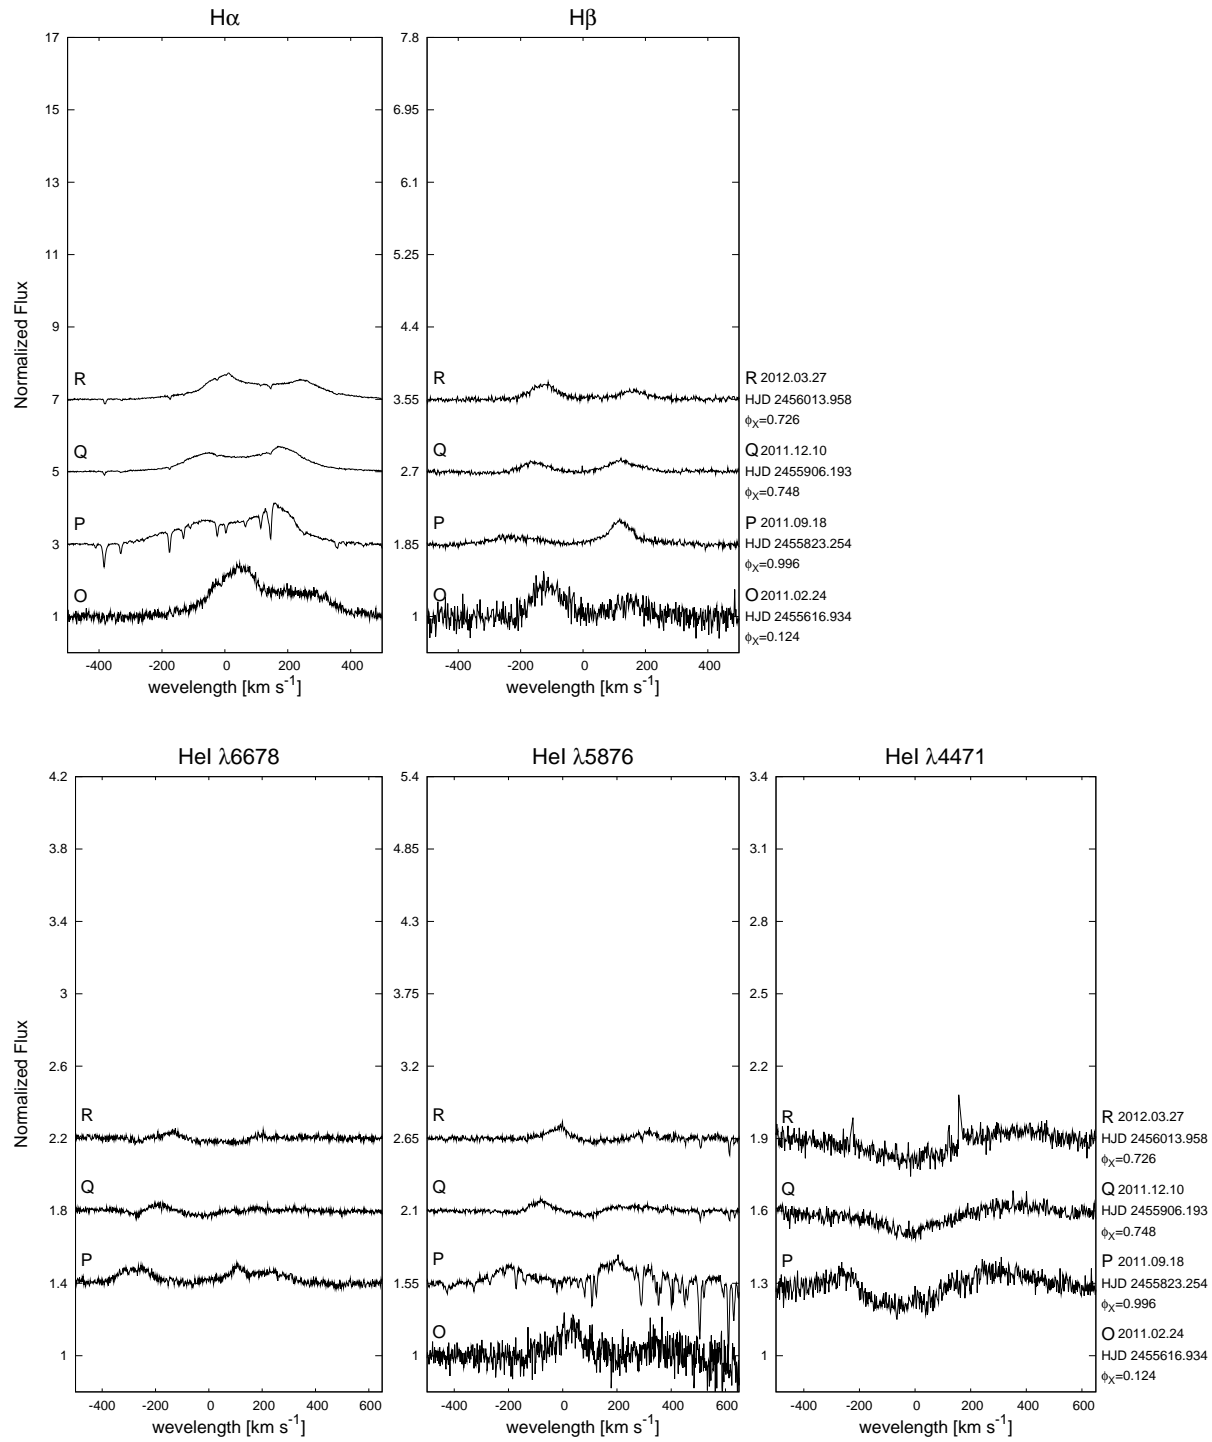 Hα
Hβ
Normalized Flux
17
15
13
11
9
7
5
3
1
R
Q
P
O
-400 -200 0 200 400
wavelength [km s⁻¹]
7.8
6.95
6.1
5.25
4.4
3.55
2.7
1.85
1
R
Q
P
O
-400 -200 0 200 400
wavelength [km s⁻¹]
R 2012.03.27
HJD 2456013.958
ϕX=0.726
Q 2011.12.10
HJD 2455906.193
ϕX=0.748
P 2011.09.18
HJD 2455823.254
ϕX=0.996
O 2011.02.24
HJD 2455616.934
ϕX=0.124
HeI λ6678
HeI λ5876
HeI λ4471
Normalized Flux
4.2
3.8
3.4
3
2.6
2.2
1.8
1.4
1
R
Q
P
-400 -200 0 200 400 600
wavelength [km s⁻¹]
5.4
4.85
4.3
3.75
3.2
2.65
2.1
1.55
1
R
Q
P
O
-400 -200 0 200 400 600
wavelength [km s⁻¹]
3.4
3.1
2.8
2.5
2.2
1.9
1.6
1.3
1
R
Q
P
-400 -200 0 200 400 600
wavelength [km s⁻¹]
R 2012.03.27
HJD 2456013.958
ϕX=0.726
Q 2011.12.10
HJD 2455906.193
ϕX=0.748
P 2011.09.18
HJD 2455823.254
ϕX=0.996
O 2011.02.24
HJD 2455616.934
ϕX=0.124